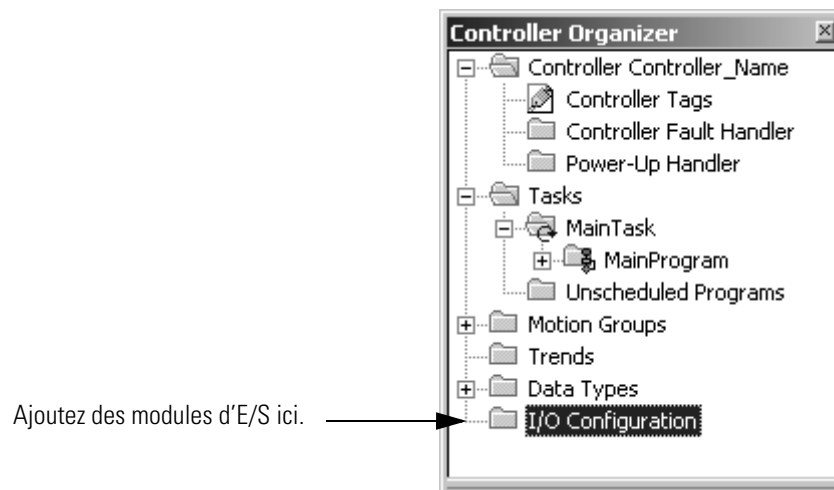 Controller Organizer
Controller Controller_Name
Controller Tags
Controller Fault Handler
Power-Up Handler
Tasks
MainTask
MainProgram
Unscheduled Programs
Motion Groups
Trends
Data Types
Ajoutez des modules d'E/S ici.
I/O Configuration